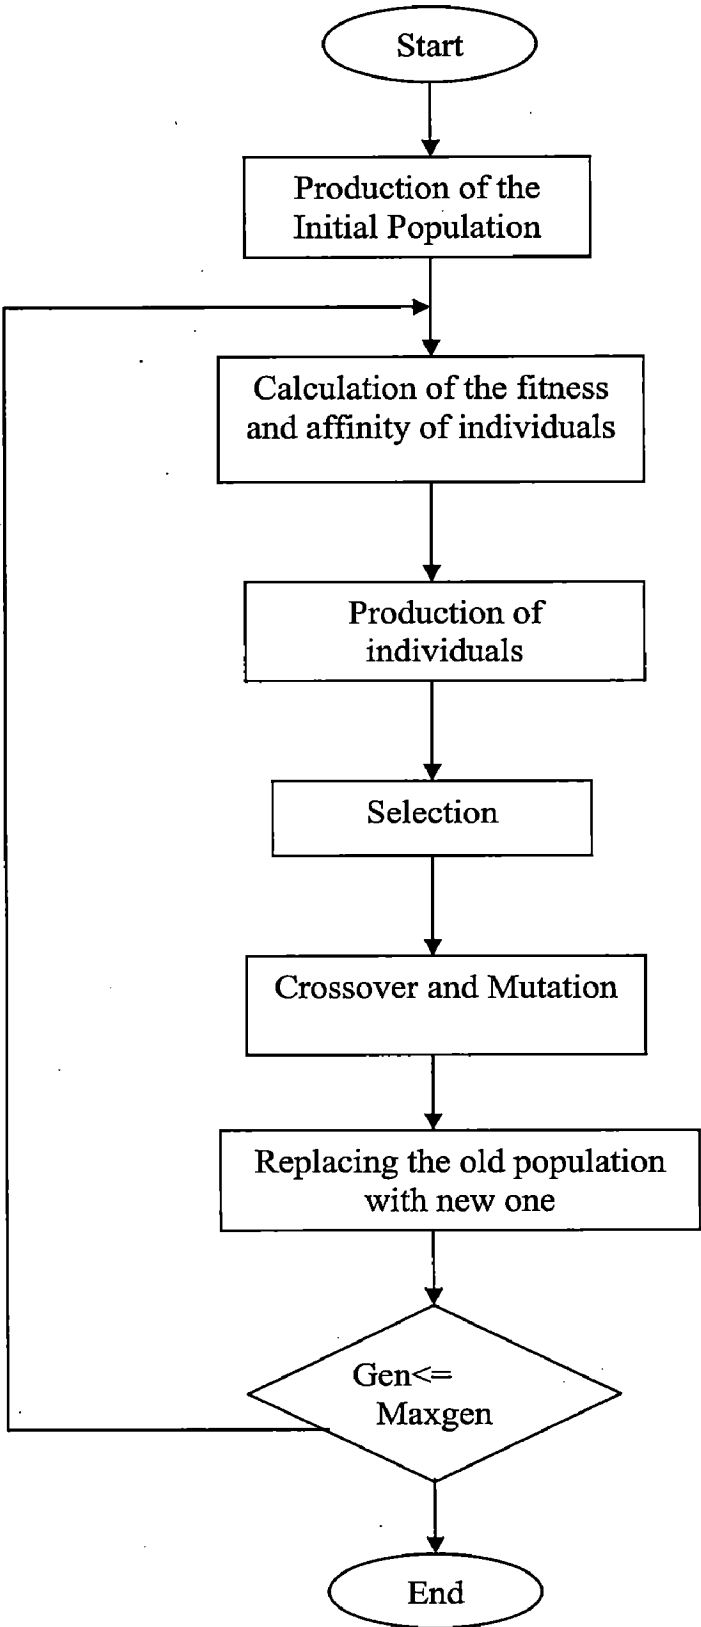 Start
Production of the
Initial Population
Calculation of the fitness
and affinity of individuals
Production of
individuals
Selection
Crossover and Mutation
Replacing the old population
with new one
Gen<=
Maxgen
End